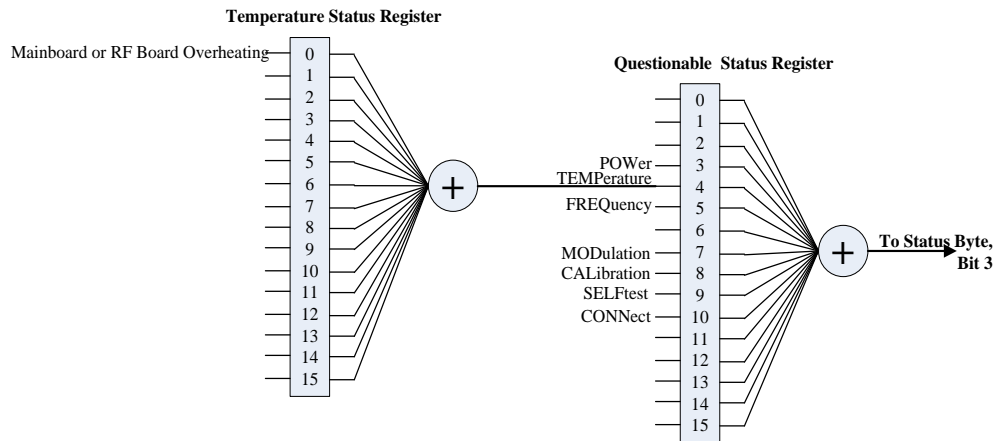 Temperature Status Register
Mainboard or RF Board Overheating
0
1
2
3
4
5
6
7
8
9
10
11
12
13
14
15
+
Questionable Status Register
POWer
TEMPerature
FREQuency
MODulation
CALibration
SELFtest
CONNect
0
1
2
3
4
5
6
7
8
9
10
11
12
13
14
15
+
To Status Byte,
Bit 3